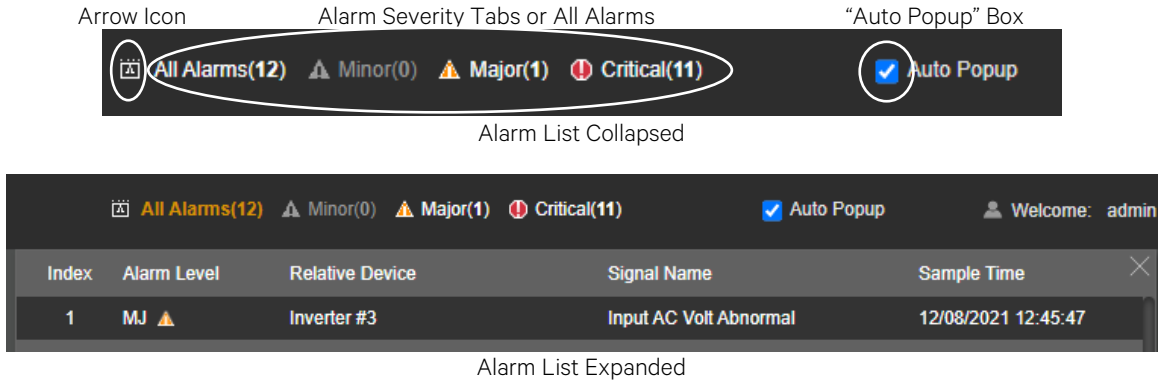 Arrow Icon Alarm Severity Tabs or All Alarms “Auto Popup” Box
All Alarms(12) Minor(0) Major(1) Critical(11) Auto Popup
Alarm List Collapsed
All Alarms(12) Minor(0) Major(1) Critical(11) Auto Popup Welcome: admin
Index Alarm Level Relative Device Signal Name Sample Time
1 MJ Inverter #3 Input AC Volt Abnormal 12/08/2021 12:45:47
Alarm List Expanded